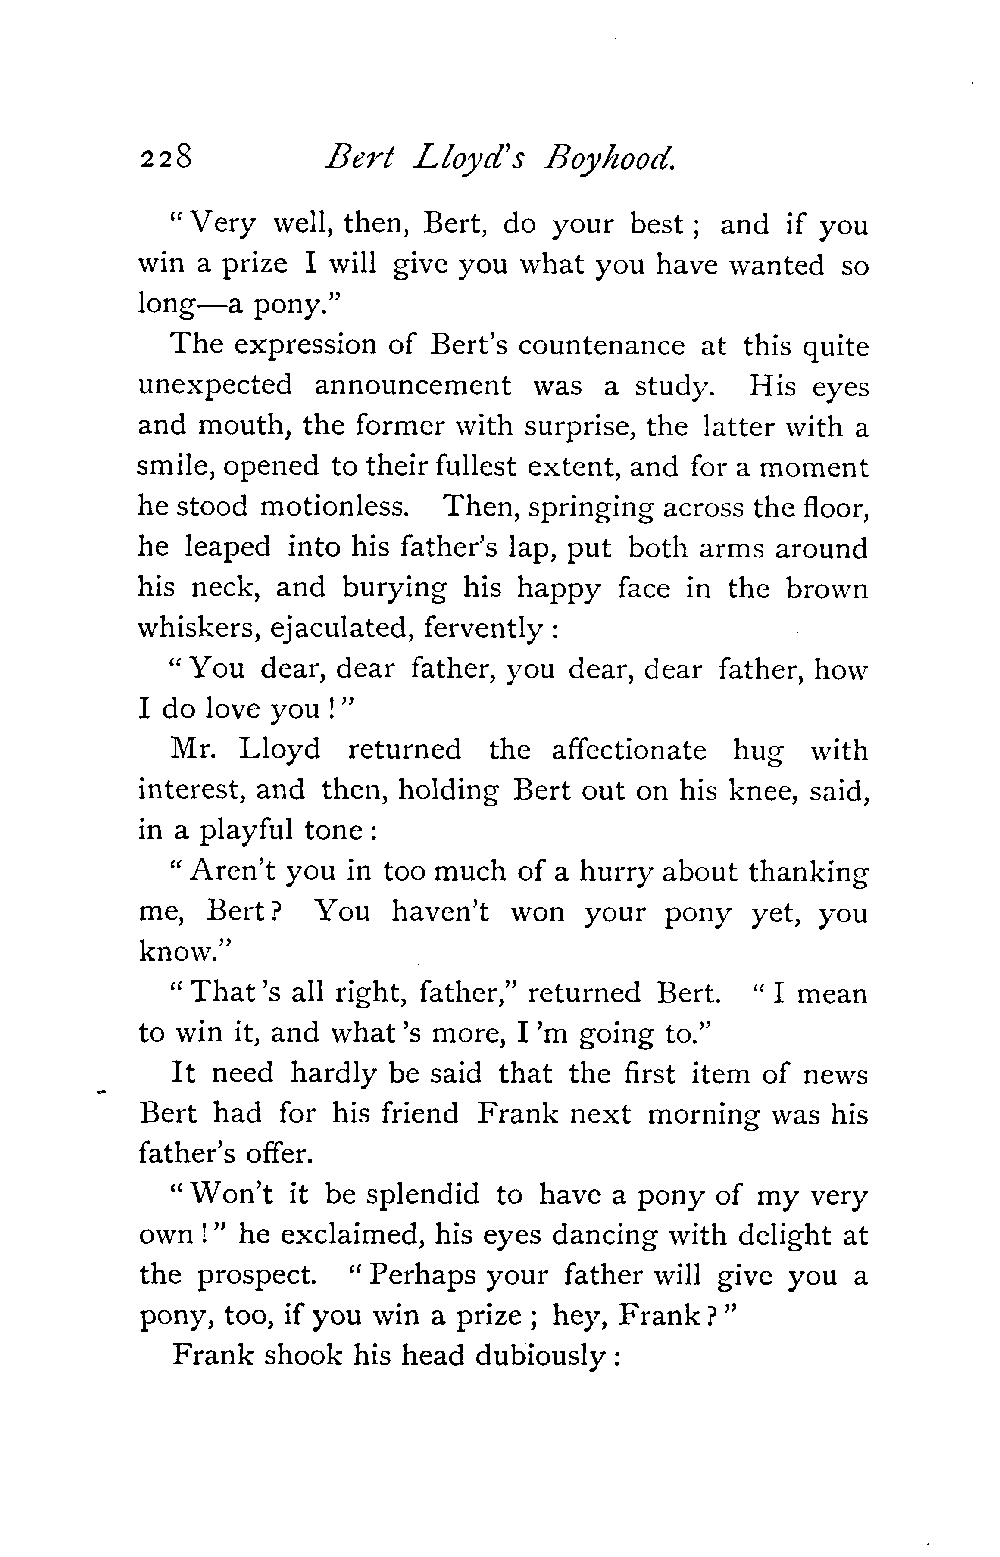 228 Bert Lloyd's Boyhood.
“Very well, then, Bert, do your best; and if you
win a prize I will give you what you have wanted so
long—a pony.”
The expression of Bert's countenance at this quite
unexpected announcement was a study. His eyes
and mouth, the former with surprise, the latter with a
smile, opened to their fullest extent, and for a moment
he stood motionless. Then, springing across the floor,
he leaped into his father's lap, put both arms around
his neck, and burying his happy face in the brown
whiskers, ejaculated, fervently :
“You dear, dear father, you dear, dear father, how
I do love you !”
Mr. Lloyd returned the affectionate hug with
interest, and then, holding Bert out on his knee, said,
in a playful tone :
“Aren't you in too much of a hurry about thanking
me, Bert? You haven't won your pony yet, you
know.”
“That 's all right, father,” returned Bert. “I mean
to win it, and what 's more, I 'm going to.”
It need hardly be said that the first item of news
Bert had for his friend Frank next morning was his
father's offer.
“Won't it be splendid to have a pony of my very
own !” he exclaimed, his eyes dancing with delight at
the prospect. “Perhaps your father will give you a
pony, too, if you win a prize ; hey, Frank ? ”
Frank shook his head dubiously :